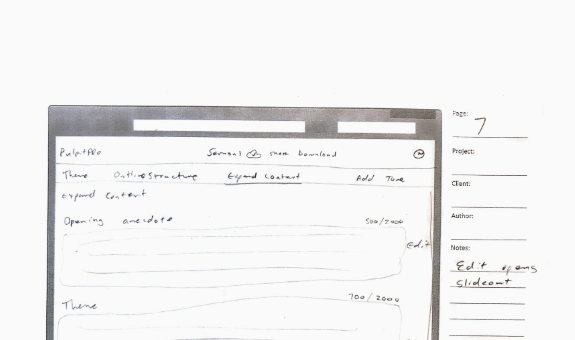 Page:
7
Project:
Client:
Author:
Notes:
Edit opens
slideout
PulpitPro
Sermon 1 share Download
Theme Outline Structure Expand Content Add Tone
Expand Content
Opening anecdote 500/2000
Edit
Theme 700/2000